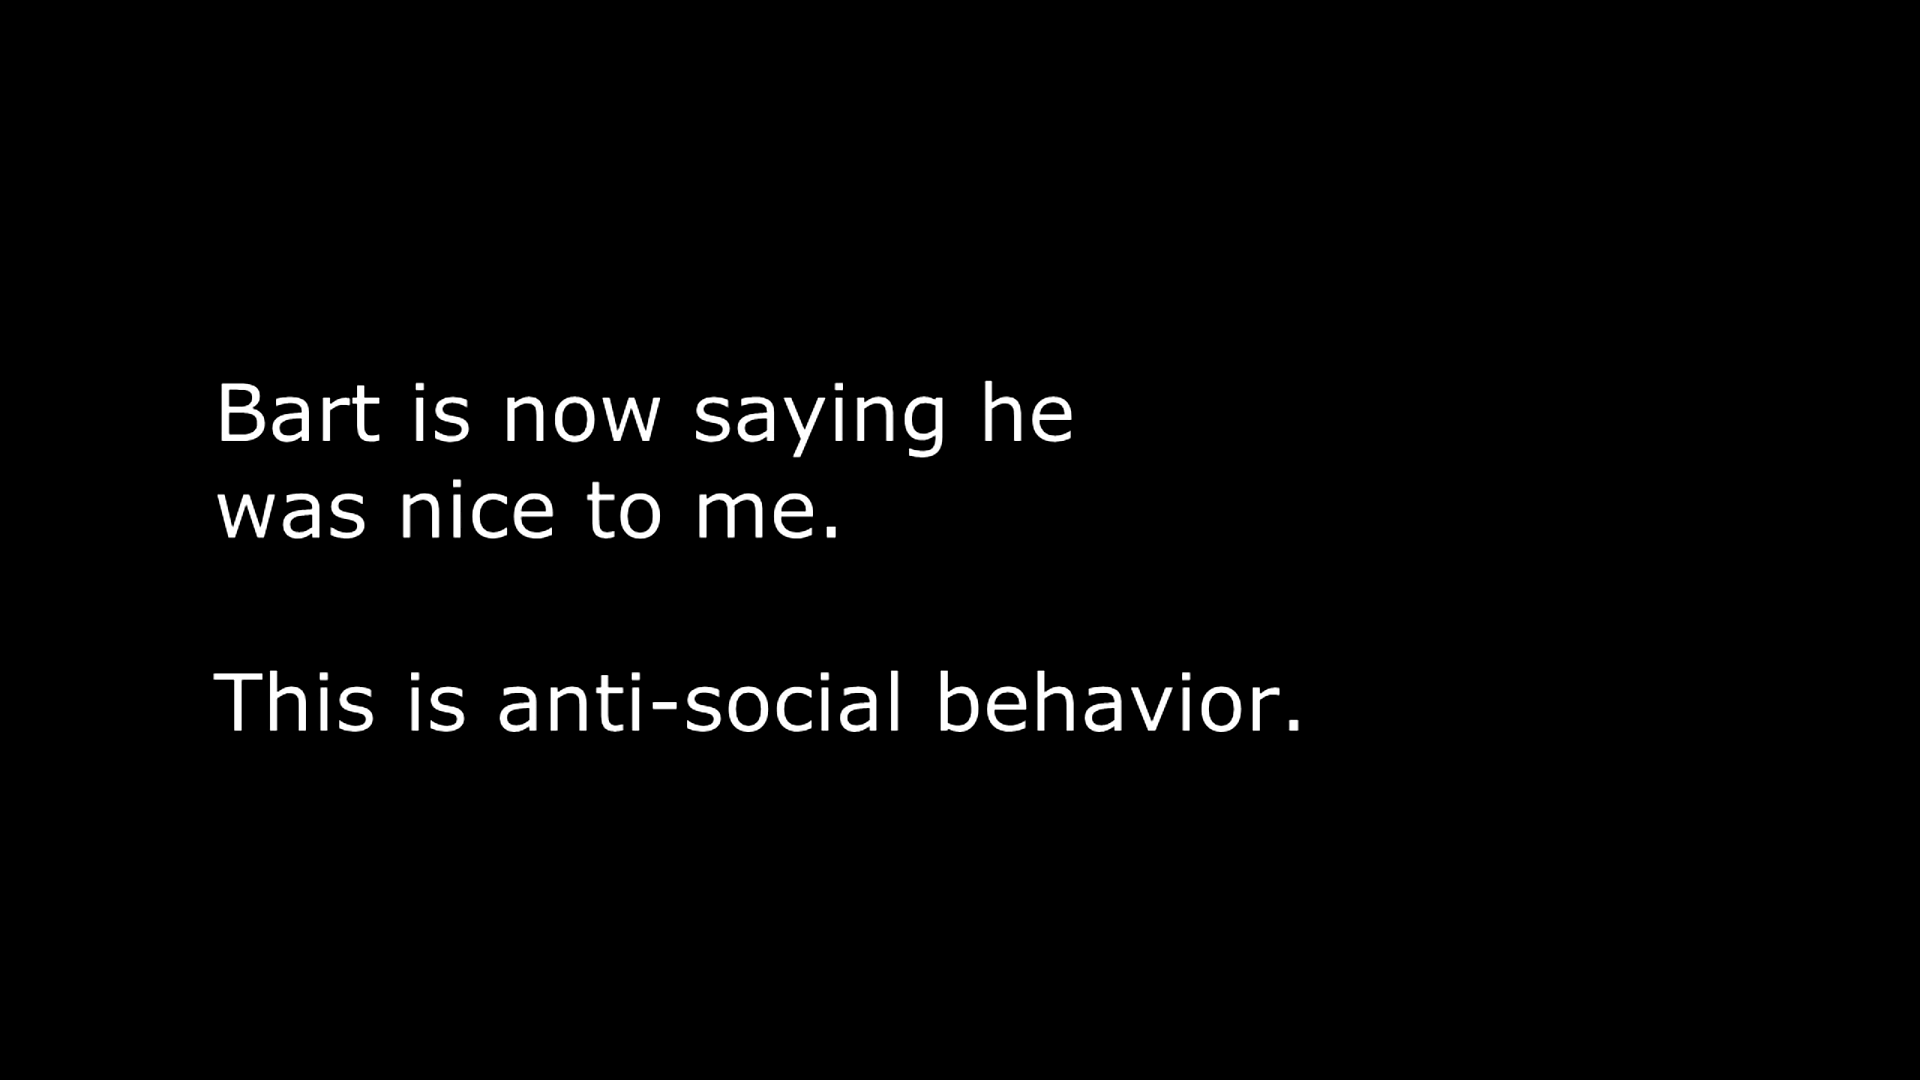 Bart is now saying he
was nice to me.
This is anti-social behavior.